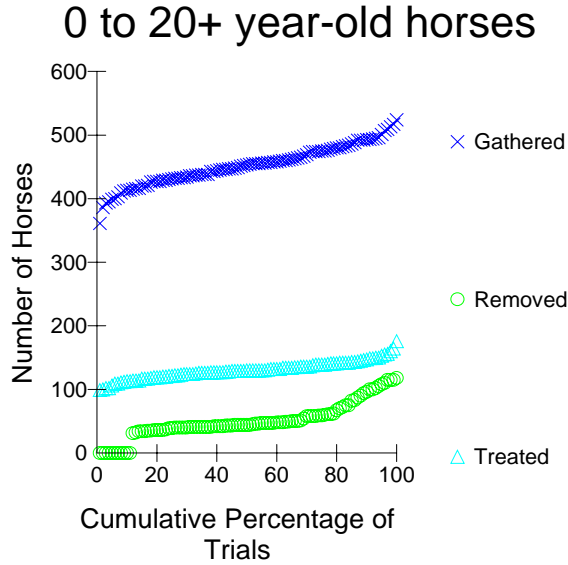 0 to 20+ year-old horses
600
500
400
300
200
100
0
Number of Horses
0 20 40 60 80 100
Cumulative Percentage of
Trials
Gathered
Removed
Treated